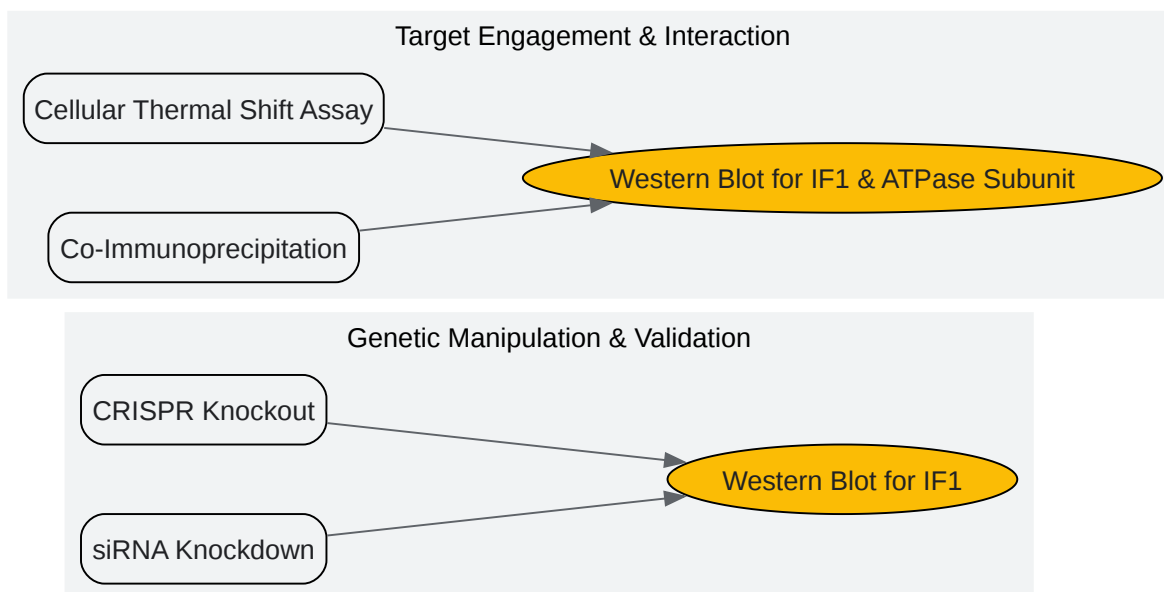 Target Engagement & Interaction
Cellular Thermal Shift Assay
Western Blot for IF1 & ATPase Subunit
Co-Immunoprecipitation
Genetic Manipulation & Validation
CRISPR Knockout
Western Blot for IF1
siRNA Knockdown